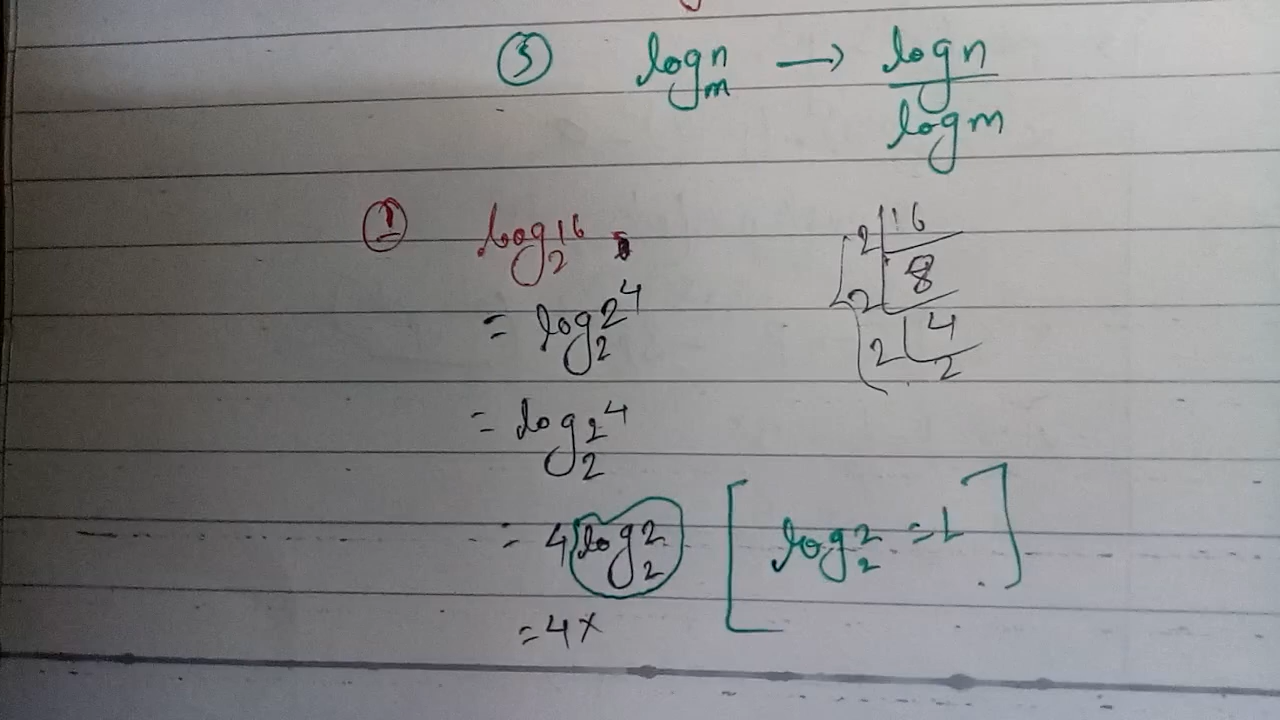 ③ log_m n → log n / log m
① log_2 16
= log_2 2^4
= log_2 2^4
= 4 log_2 2 [log_2 2 = 1]
= 4 ×
2 | 16
2 | 8
2 | 4
2